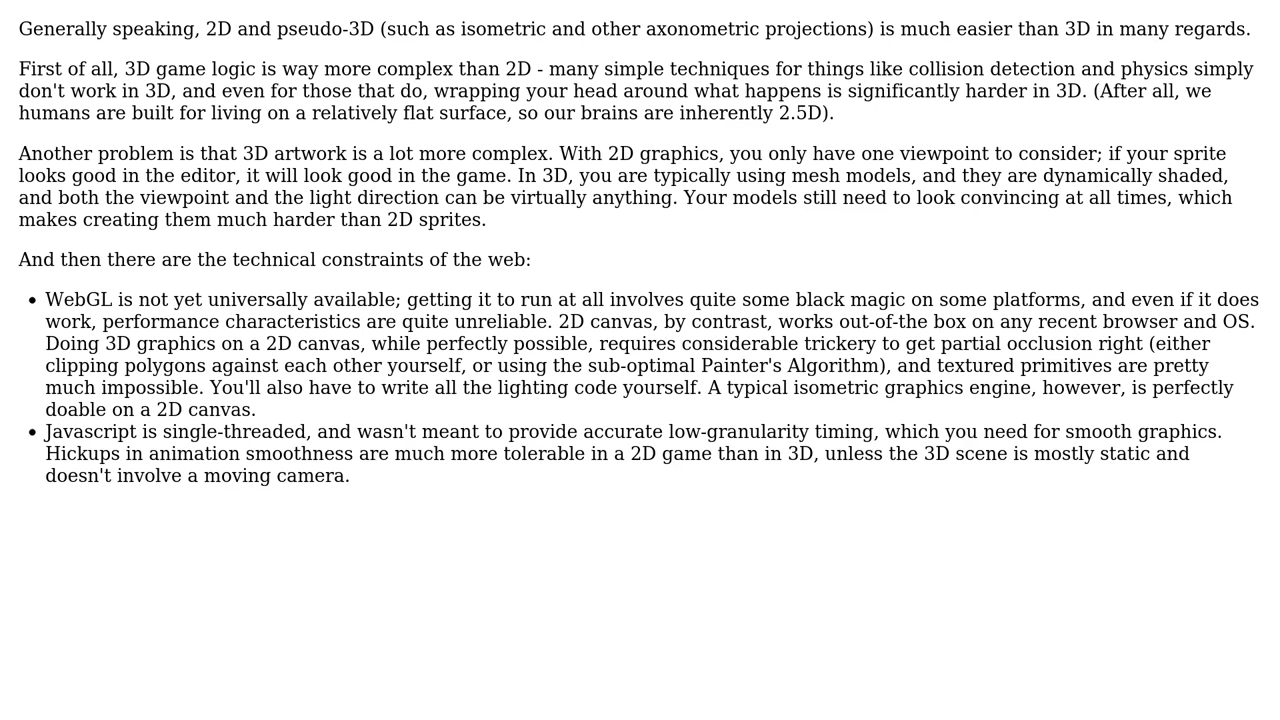 Generally speaking, 2D and pseudo-3D (such as isometric and other axonometric projections) is much easier than 3D in many regards.
First of all, 3D game logic is way more complex than 2D - many simple techniques for things like collision detection and physics simply
don't work in 3D, and even for those that do, wrapping your head around what happens is significantly harder in 3D. (After all, we
humans are built for living on a relatively flat surface, so our brains are inherently 2.5D).
Another problem is that 3D artwork is a lot more complex. With 2D graphics, you only have one viewpoint to consider; if your sprite
looks good in the editor, it will look good in the game. In 3D, you are typically using mesh models, and they are dynamically shaded,
and both the viewpoint and the light direction can be virtually anything. Your models still need to look convincing at all times, which
makes creating them much harder than 2D sprites.
And then there are the technical constraints of the web:
• WebGL is not yet universally available; getting it to run at all involves quite some black magic on some platforms, and even if it does
work, performance characteristics are quite unreliable. 2D canvas, by contrast, works out-of-the box on any recent browser and OS.
Doing 3D graphics on a 2D canvas, while perfectly possible, requires considerable trickery to get partial occlusion right (either
clipping polygons against each other yourself, or using the sub-optimal Painter's Algorithm), and textured primitives are pretty
much impossible. You'll also have to write all the lighting code yourself. A typical isometric graphics engine, however, is perfectly
doable on a 2D canvas.
• Javascript is single-threaded, and wasn't meant to provide accurate low-granularity timing, which you need for smooth graphics.
Hickups in animation smoothness are much more tolerable in a 2D game than in 3D, unless the 3D scene is mostly static and
doesn't involve a moving camera.